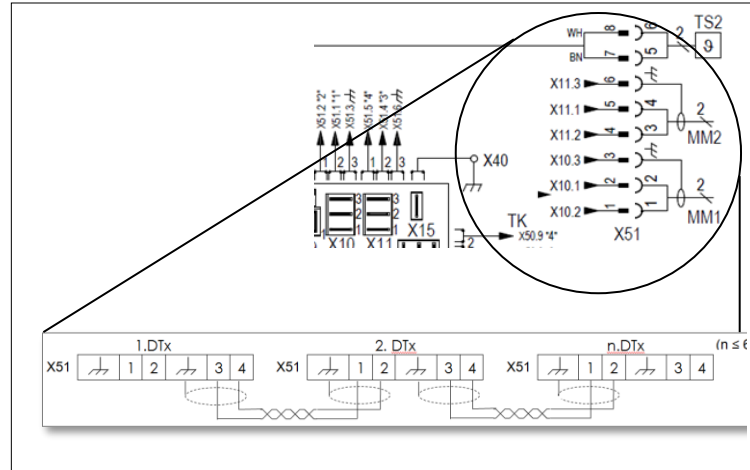 TS2
WH 8 6 2 ϑ
BN 7 5
X11.3 6
X11.1 5 4 2
X11.2 4 3 MM2
X10.3 3
X10.1 2 2 2
X10.2 1 1 MM1
X51
X51.2 "2"
X51.1 "1"
X51.3
X51.5 "4"
X51.4 "3"
X51.6
1 2 3 1 2 3
X40
3 3
2 2
1 1
X10 X11 X15
TK
X50.9 "4"
2
1.DTx 2. DTx n.DTx (n ≤ 6
X51 1 2 3 4 X51 1 2 3 4 X51 1 2 3 4